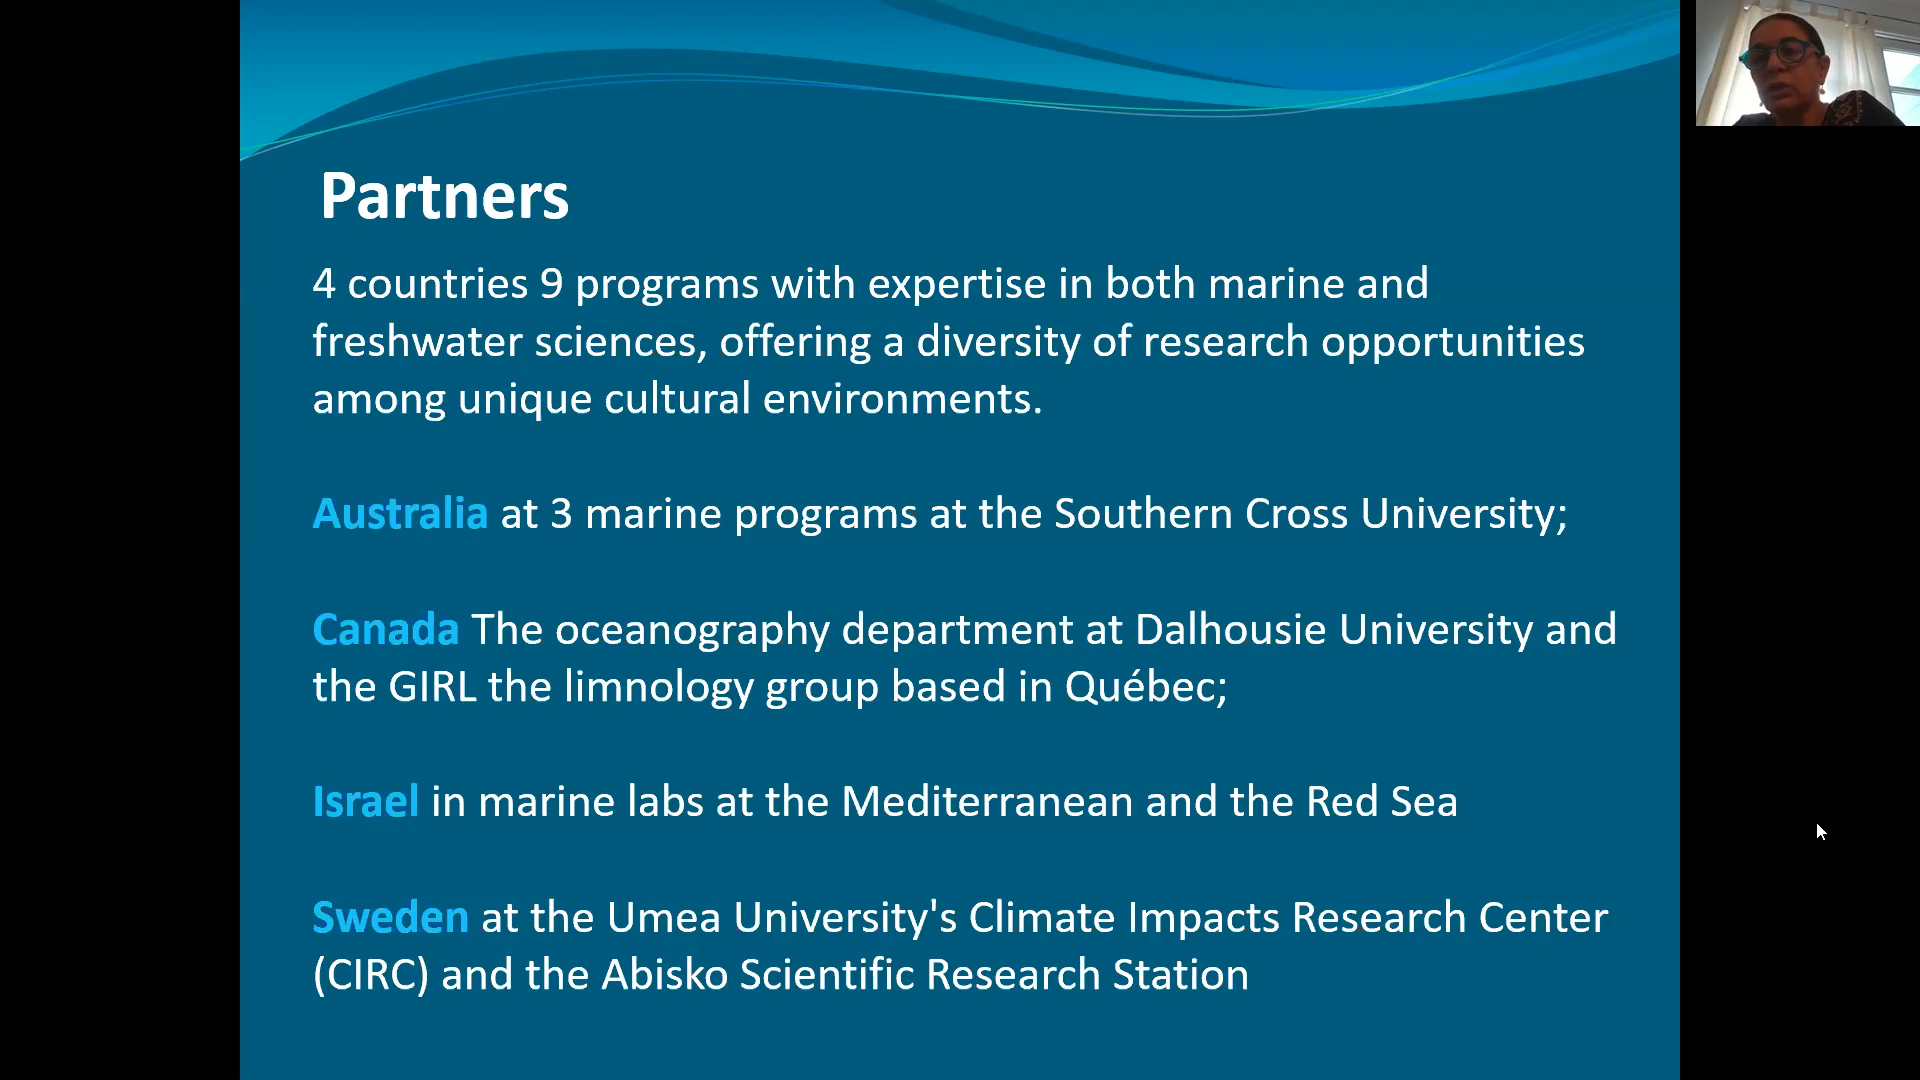 Partners
4 countries 9 programs with expertise in both marine and
freshwater sciences, offering a diversity of research opportunities
among unique cultural environments.
Australia at 3 marine programs at the Southern Cross University;
Canada The oceanography department at Dalhousie University and
the GIRL the limnology group based in Québec;
Israel in marine labs at the Mediterranean and the Red Sea
Sweden at the Umea University's Climate Impacts Research Center
(CIRC) and the Abisko Scientific Research Station